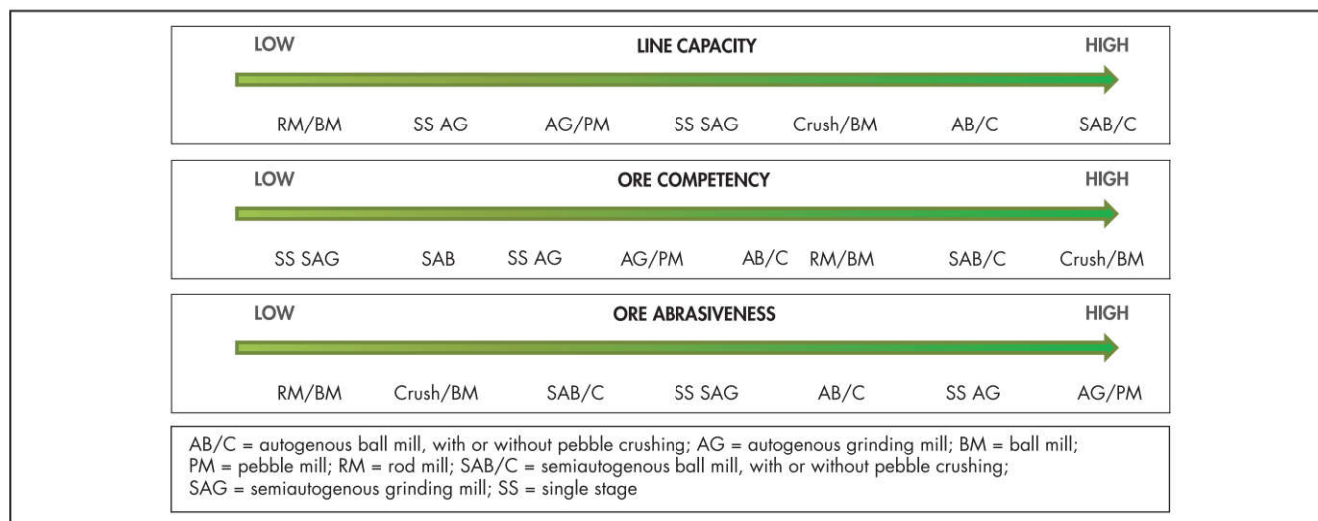 LOW LINE CAPACITY HIGH
RM/BM SS AG AG/PM SS SAG Crush/BM AB/C SAB/C
LOW ORE COMPETENCY HIGH
SS SAG SAB SS AG AG/PM AB/C RM/BM SAB/C Crush/BM
LOW ORE ABRASIVENESS HIGH
RM/BM Crush/BM SAB/C SS SAG AB/C SS AG AG/PM
AB/C = autogenous ball mill, with or without pebble crushing; AG = autogenous grinding mill; BM = ball mill;
PM = pebble mill; RM = rod mill; SAB/C = semiautogenous ball mill, with or without pebble crushing;
SAG = semiautogenous grinding mill; SS = single stage